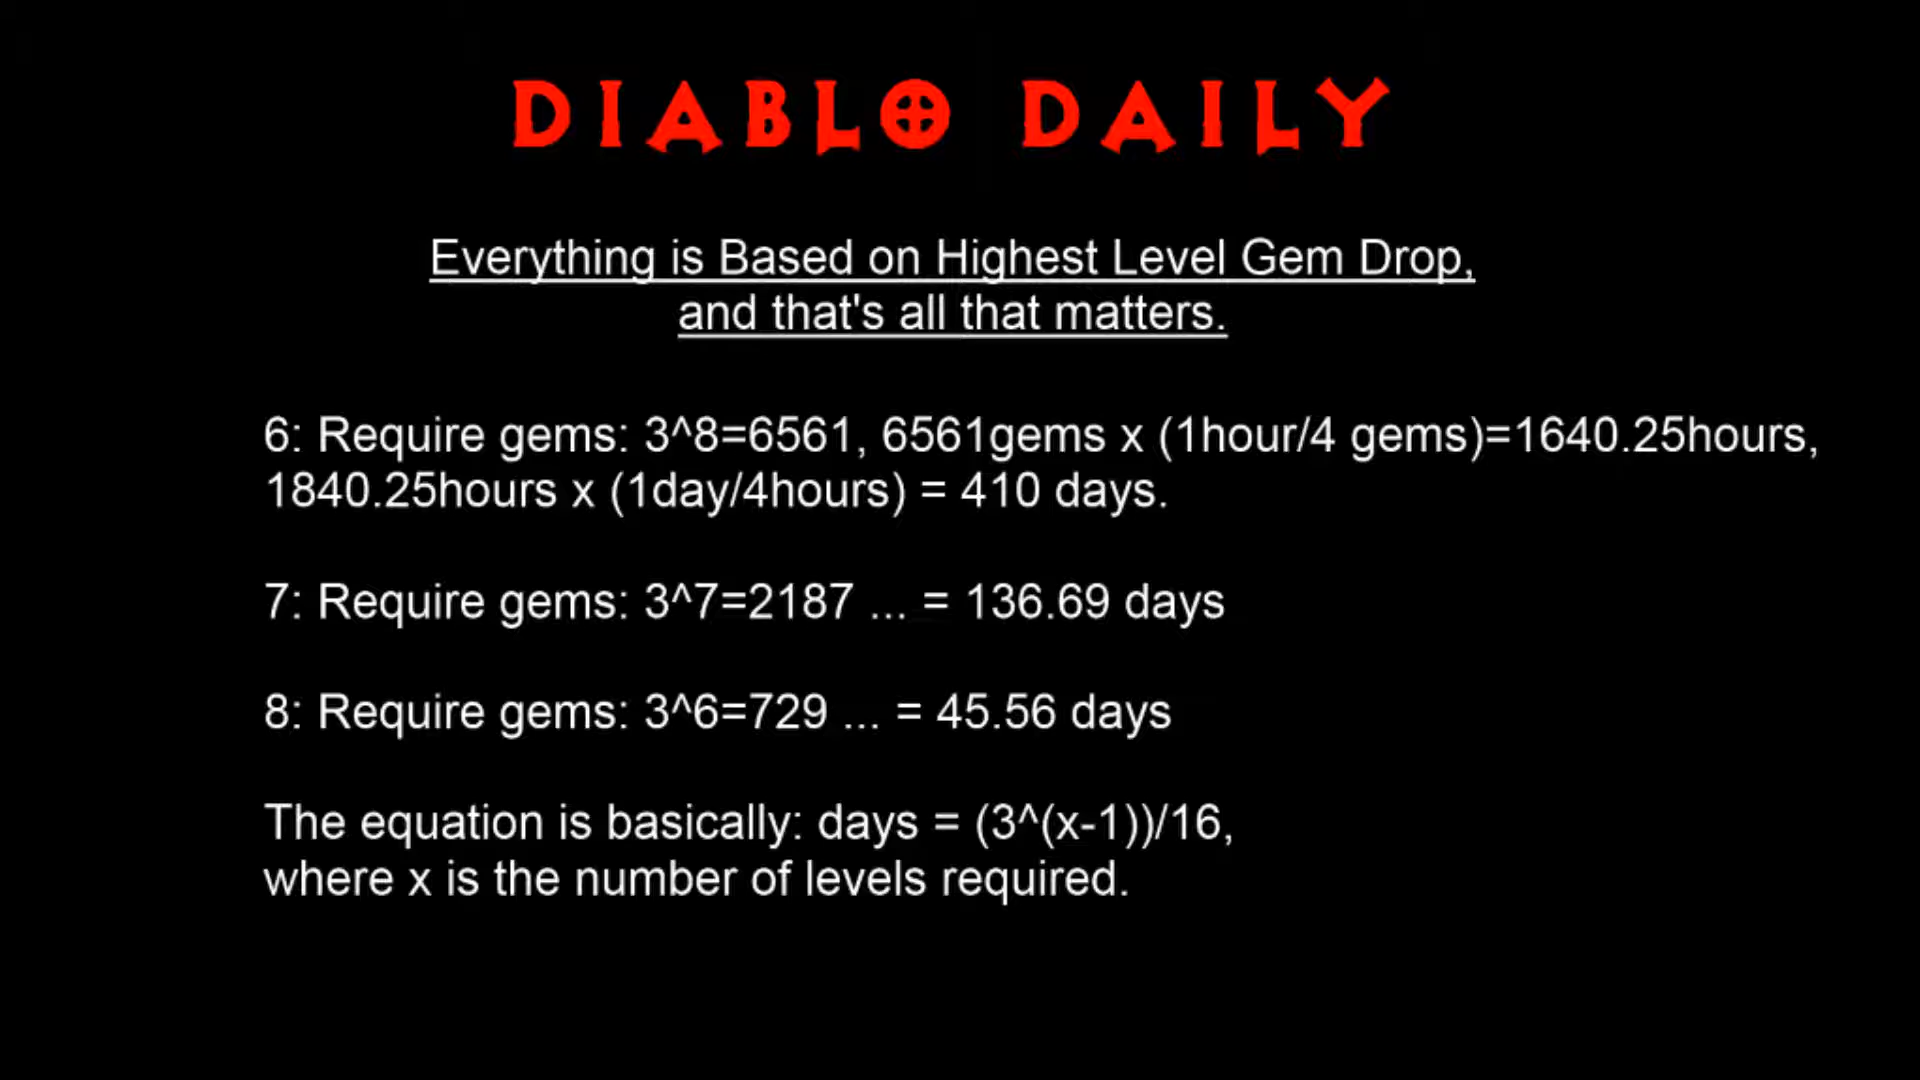 DIABLO DAILY
Everything is Based on Highest Level Gem Drop,
and that's all that matters.
6: Require gems: 3^8=6561, 6561gems x (1hour/4 gems)=1640.25hours,
1840.25hours x (1day/4hours) = 410 days.
7: Require gems: 3^7=2187 ... = 136.69 days
8: Require gems: 3^6=729 ... = 45.56 days
The equation is basically: days = (3^(x-1))/16,
where x is the number of levels required.